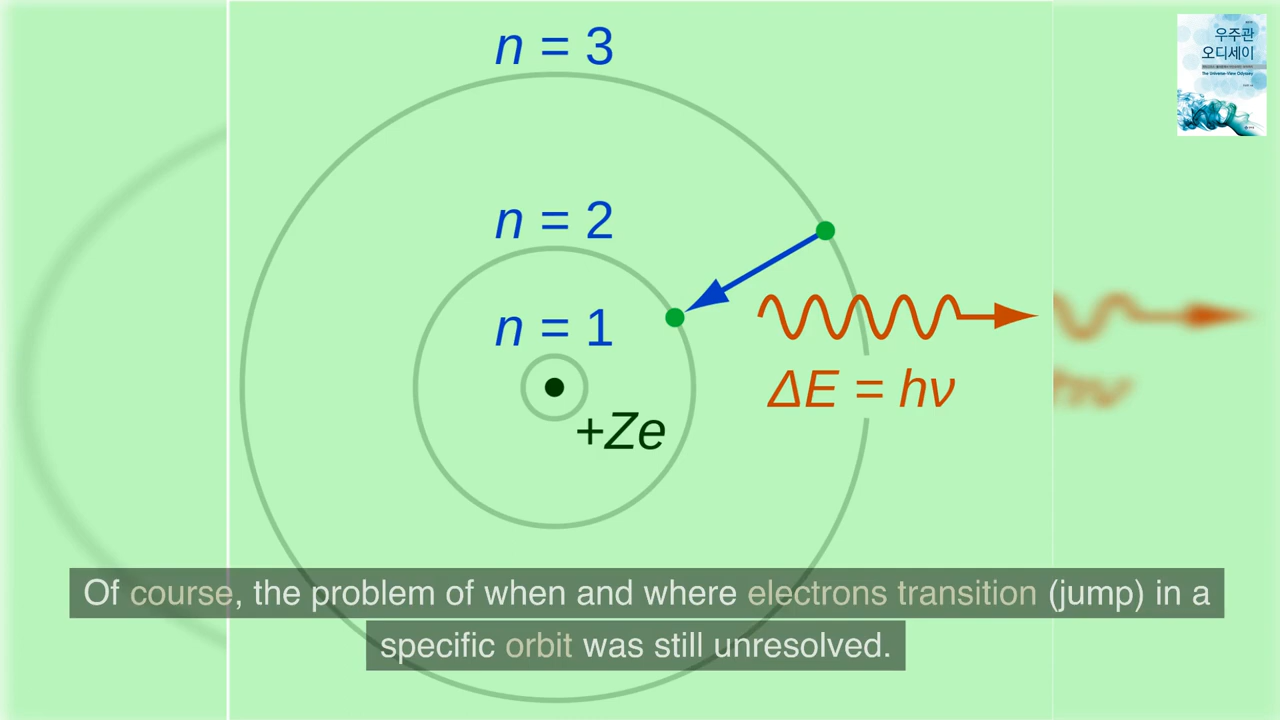 n = 3
n = 2
n = 1
+Ze
ΔE = hν
hν
우주관
오디세이
The Universe-View Odyssey
Of course, the problem of when and where electrons transition (jump) in a
specific orbit was still unresolved.